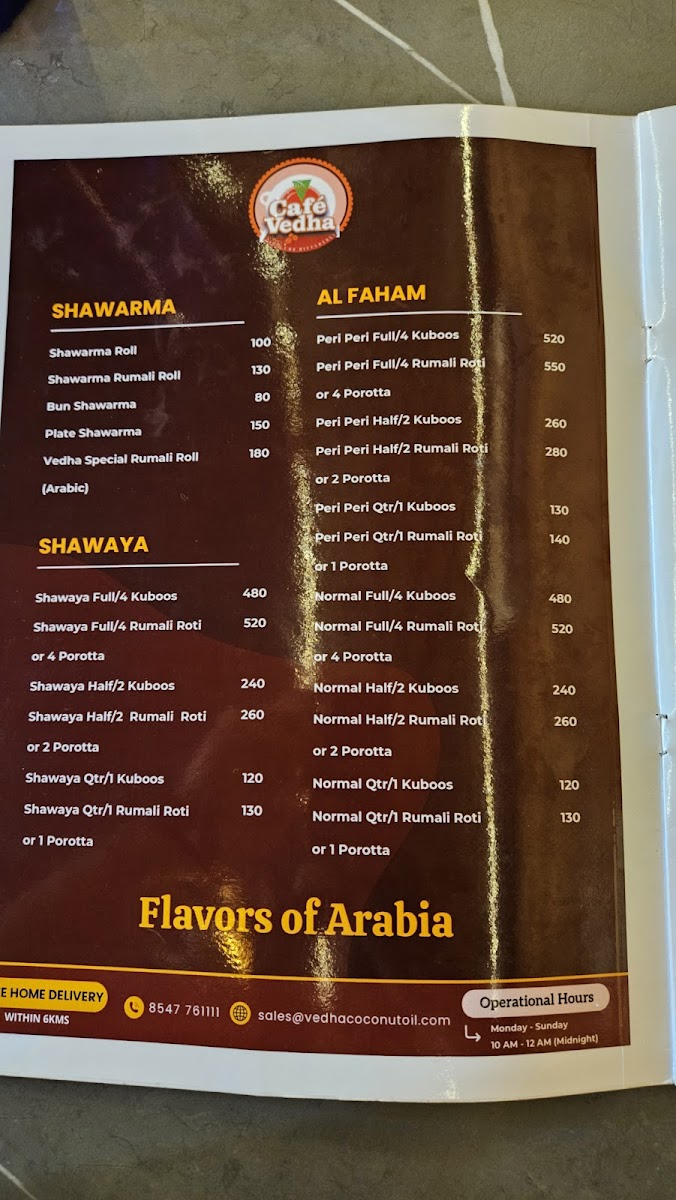 Café
Vedha
SHAWARMA
Shawarma Roll 100
Shawarma Rumali Roll 130
Bun Shawarma 80
Plate Shawarma 150
Vedha Special Rumali Roll 180
(Arabic)
SHAWAYA
Shawaya Full/4 Kuboos 480
Shawaya Full/4 Rumali Roti 520
or 4 Porotta
Shawaya Half/2 Kuboos 240
Shawaya Half/2 Rumali Roti 260
or 2 Porotta
Shawaya Qtr/1 Kuboos 120
Shawaya Qtr/1 Rumali Roti 130
or 1 Porotta
AL FAHAM
Peri Peri Full/4 Kuboos 520
Peri Peri Full/4 Rumali Roti 550
or 4 Porotta
Peri Peri Half/2 Kuboos 260
Peri Peri Half/2 Rumali Roti 280
or 2 Porotta
Peri Peri Qtr/1 Kuboos 130
Peri Peri Qtr/1 Rumali Roti 140
or 1 Porotta
Normal Full/4 Kuboos 480
Normal Full/4 Rumali Roti 520
or 4 Porotta
Normal Half/2 Kuboos 240
Normal Half/2 Rumali Roti 260
or 2 Porotta
Normal Qtr/1 Kuboos 120
Normal Qtr/1 Rumali Roti 130
or 1 Porotta
Flavors of Arabia
HOME DELIVERY
WITHIN 6KMS
8547 761111
sales@vedhacoconutoil.com
Operational Hours
Monday - Sunday
10 AM - 12 AM (Midnight)